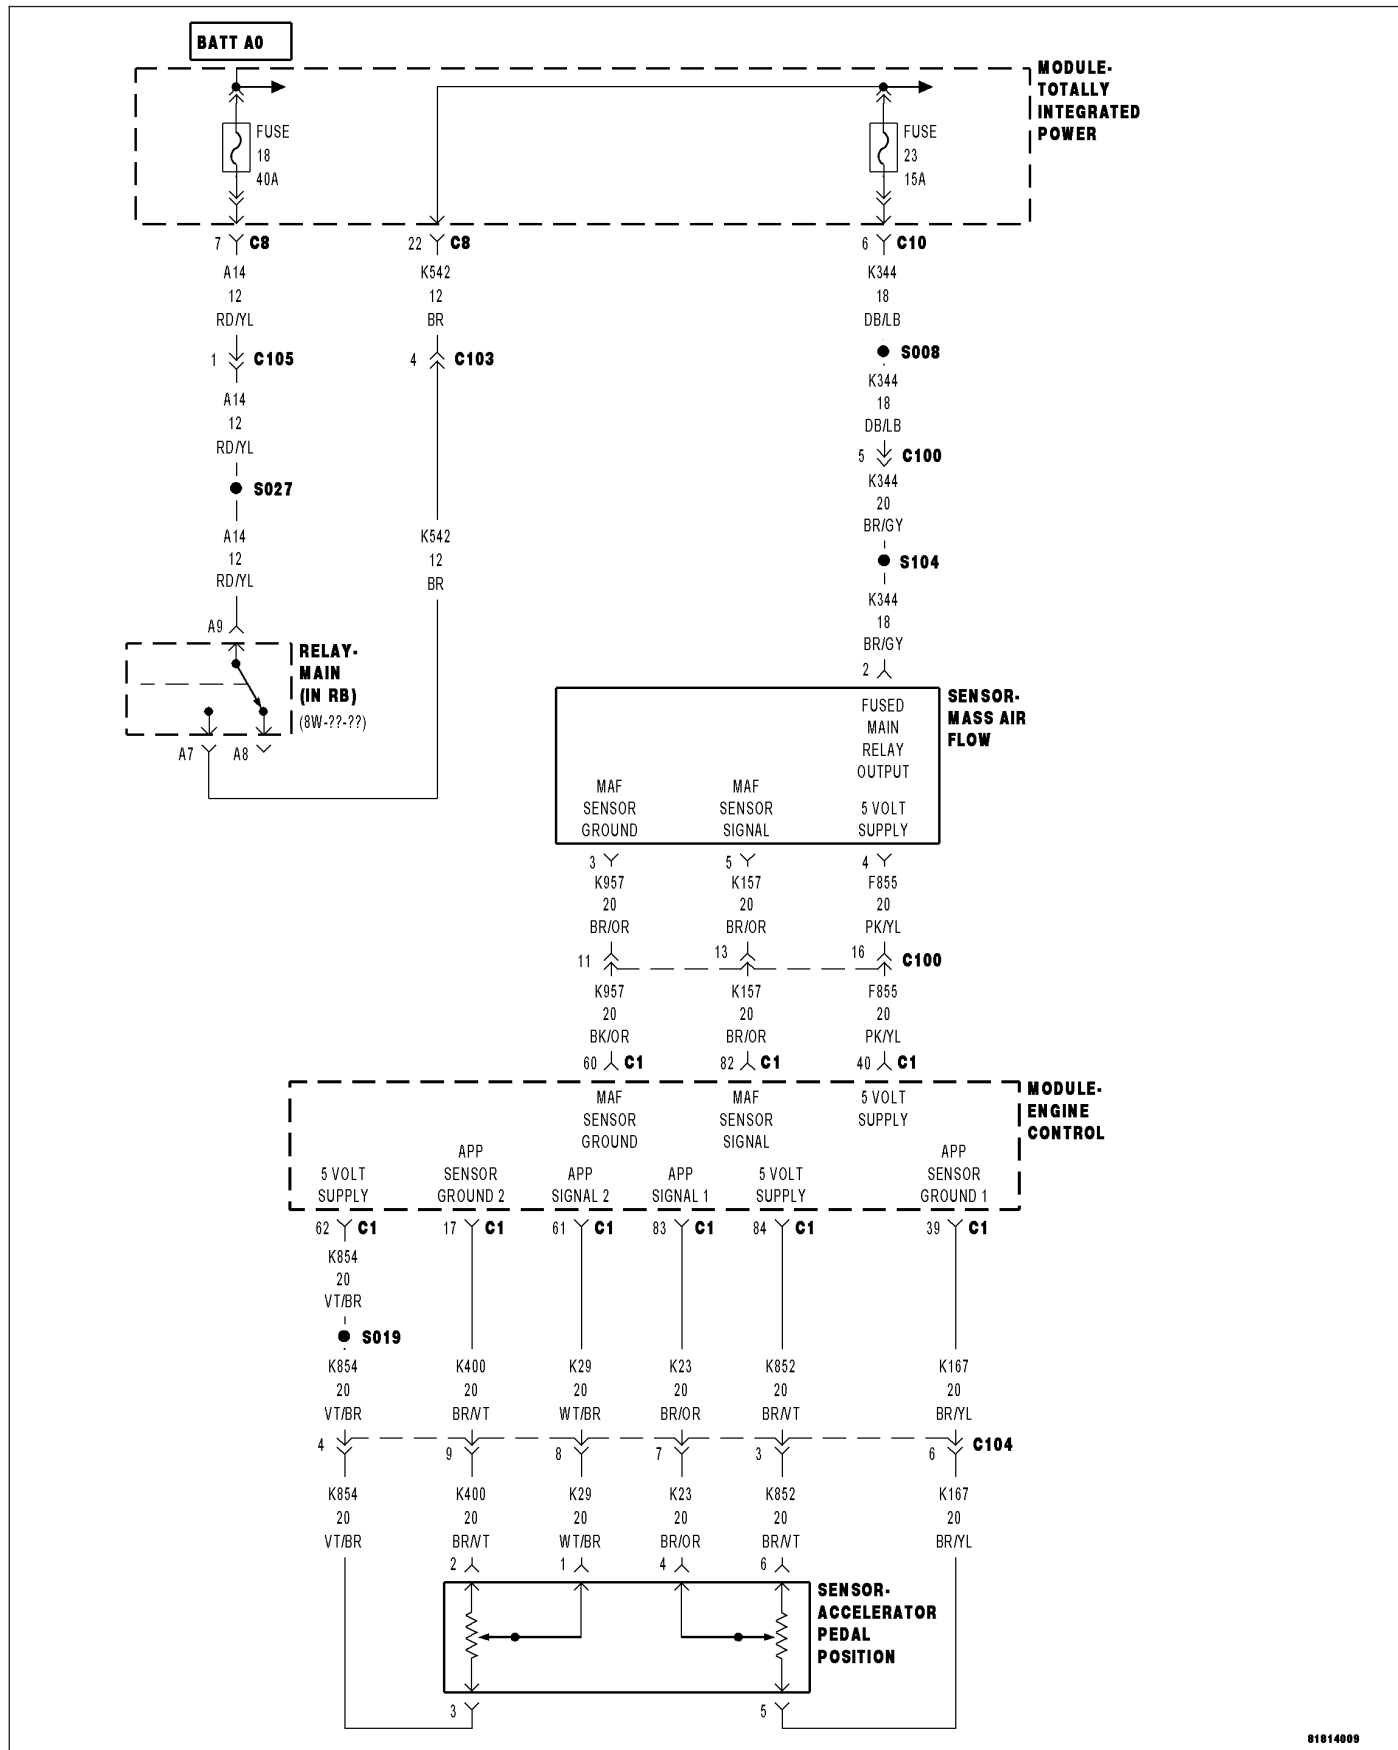 BATT A0
MODULE-
TOTALLY
INTEGRATED
POWER
FUSE
18
40A
FUSE
23
15A
7 C8 22 C8 6 C10
A14 K542 K344
12 12 18
RD/YL BR DB/LB
1 C105 4 C103 S008
A14 K344
12 18
RD/YL DB/LB
5 C100
S027 K344
20
A14 K542 BR/GY
12 12
RD/YL BR S104
K344
18
BR/GY
A9 2
RELAY-
MAIN
(IN RB)
(8W-??-??)
A7 A8
SENSOR-
MASS AIR
FLOW
FUSED
MAIN
RELAY
OUTPUT
MAF MAF
SENSOR SENSOR 5 VOLT
GROUND SIGNAL SUPPLY
3 5 4
K957 K157 F855
20 20 20
BR/OR BR/OR PK/YL
11 13 16 C100
K957 K157 F855
20 20 20
BK/OR BR/OR PK/YL
60 C1 82 C1 40 C1
MODULE-
ENGINE
CONTROL
MAF MAF 5 VOLT
SENSOR SENSOR SUPPLY
GROUND SIGNAL
APP APP
5 VOLT SENSOR APP APP 5 VOLT SENSOR
SUPPLY GROUND 2 SIGNAL 2 SIGNAL 1 SUPPLY GROUND 1
62 C1 17 C1 61 C1 83 C1 84 C1 39 C1
K854
20
VT/BR
S019
K854 K400 K29 K23 K852 K167
20 20 20 20 20 20
VT/BR BR/VT WT/BR BR/OR BR/VT BR/YL
4 9 8 7 3 6 C104
K854 K400 K29 K23 K852 K167
20 20 20 20 20 20
VT/BR BR/VT WT/BR BR/OR BR/VT BR/YL
2 1 4 6
SENSOR-
ACCELERATOR
PEDAL
POSITION
3 5
81814009